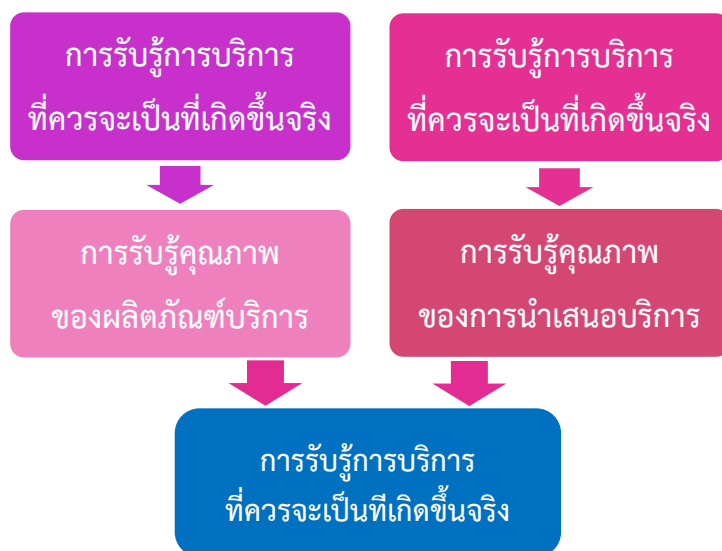 การรับรู้การบริการ
ที่ควรจะเป็นที่เกิดขึ้นจริง
การรับรู้การบริการ
ที่ควรจะเป็นที่เกิดขึ้นจริง
การรับรู้คุณภาพ
ของผลิตภัณฑ์บริการ
การรับรู้คุณภาพ
ของการนำเสนอบริการ
การรับรู้การบริการ
ที่ควรจะเป็นทีเกิดขึ้นจริง